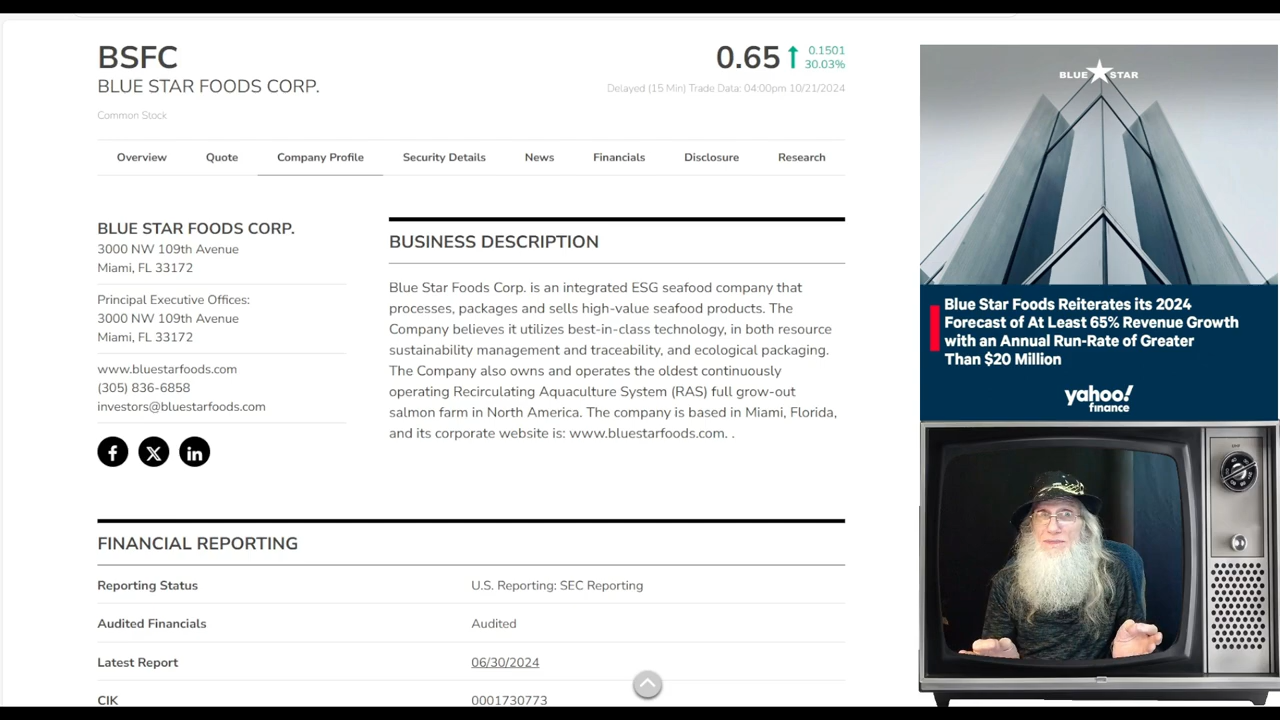 BSFC
BLUE STAR FOODS CORP.
Common Stock
0.65
0.1501
30.03%
Delayed (15 Min) Trade Data: 04:00pm 10/21/2024
Overview Quote Company Profile Security Details News Financials Disclosure Research
BLUE STAR FOODS CORP.
3000 NW 109th Avenue
Miami, FL 33172
Principal Executive Offices:
3000 NW 109th Avenue
Miami, FL 33172
www.bluestarfoods.com
(305) 836-6858
investors@bluestarfoods.com
BUSINESS DESCRIPTION
Blue Star Foods Corp. is an integrated ESG seafood company that
processes, packages and sells high-value seafood products. The
Company believes it utilizes best-in-class technology, in both resource
sustainability management and traceability, and ecological packaging.
The Company also owns and operates the oldest continuously
operating Recirculating Aquaculture System (RAS) full grow-out
salmon farm in North America. The company is based in Miami, Florida,
and its corporate website is: www.bluestarfoods.com. .
FINANCIAL REPORTING
Reporting Status U.S. Reporting: SEC Reporting
Audited Financials Audited
Latest Report 06/30/2024
CIK 0001730773
BLUE STAR
Blue Star Foods Reiterates its 2024
Forecast of At Least 65% Revenue Growth
with an Annual Run-Rate of Greater
Than $20 Million
yahoo!
finance